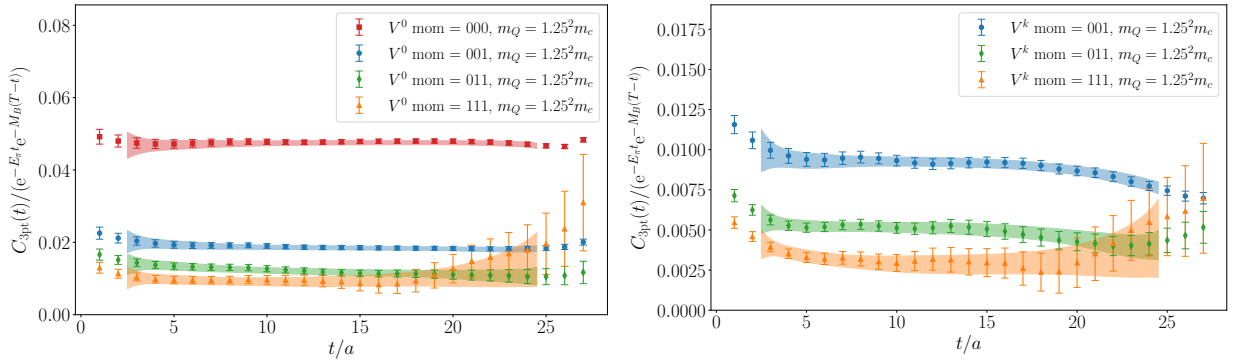 0.08
0.06
0.04
0.02
0.00
C_{3pt}(t)/(e^{-E_π t}e^{-M_B(T-t)})
V^0 mom = 000, m_Q = 1.25^2 m_c
V^0 mom = 001, m_Q = 1.25^2 m_c
V^0 mom = 011, m_Q = 1.25^2 m_c
V^0 mom = 111, m_Q = 1.25^2 m_c
0 5 10 15 20 25
t/a
0.0175
0.0150
0.0125
0.0100
0.0075
0.0050
0.0025
0.0000
C_{3pt}(t)/(e^{-E_π t}e^{-M_B(T-t)})
V^k mom = 001, m_Q = 1.25^2 m_c
V^k mom = 011, m_Q = 1.25^2 m_c
V^k mom = 111, m_Q = 1.25^2 m_c
0 5 10 15 20 25
t/a